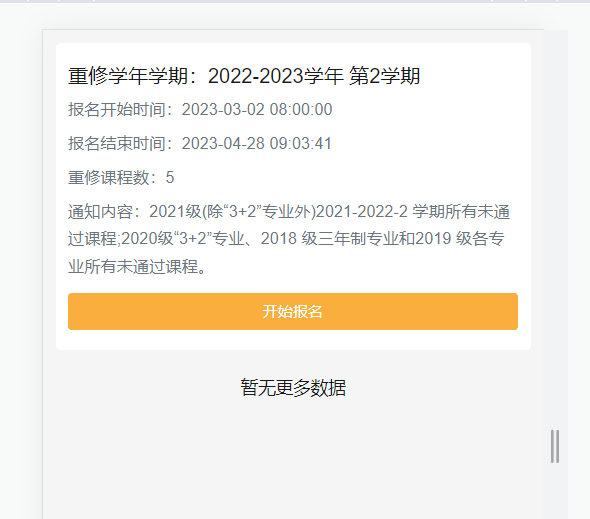 重修学年学期：2022-2023学年 第2学期
报名开始时间：2023-03-02 08:00:00
报名结束时间：2023-04-28 09:03:41
重修课程数：5
通知内容：2021级(除“3+2”专业外)2021-2022-2 学期所有未通
过课程;2020级“3+2”专业、2018 级三年制专业和2019 级各专
业所有未通过课程。
开始报名
暂无更多数据